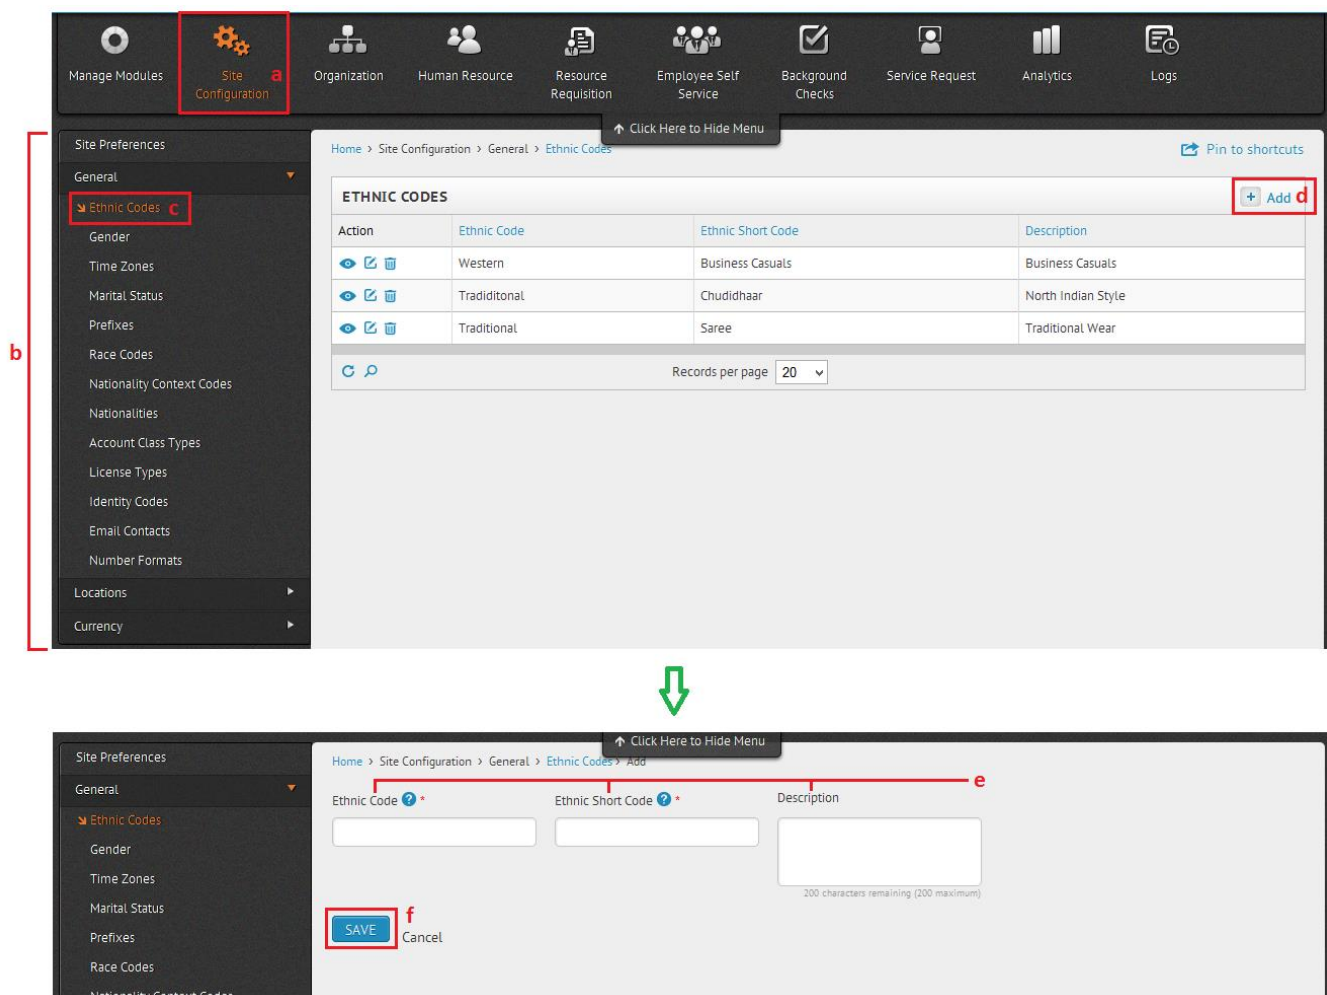 Manage Modules
Site Configuration
a
Organization
Human Resource
Resource Requisition
Employee Self Service
Background Checks
Service Request
Analytics
Logs
Click Here to Hide Menu
b
Site Preferences
General
Ethnic Codes
c
Gender
Time Zones
Marital Status
Prefixes
Race Codes
Nationality Context Codes
Nationalities
Account Class Types
License Types
Identity Codes
Email Contacts
Number Formats
Locations
Currency
Home > Site Configuration > General > Ethnic Codes
Pin to shortcuts
ETHNIC CODES
+ Add d
Action Ethnic Code Ethnic Short Code Description
Western Business Casuals Business Casuals
Tradiditonal Chudidhaar North Indian Style
Traditional Saree Traditional Wear
Records per page 20
Click Here to Hide Menu
Site Preferences
General
Ethnic Codes
Gender
Time Zones
Marital Status
Prefixes
Race Codes
Nationality Context Codes
Home > Site Configuration > General > Ethnic Codes > Add
e
Ethnic Code ? * Ethnic Short Code ? * Description
200 characters remaining (200 maximum)
SAVE f
Cancel